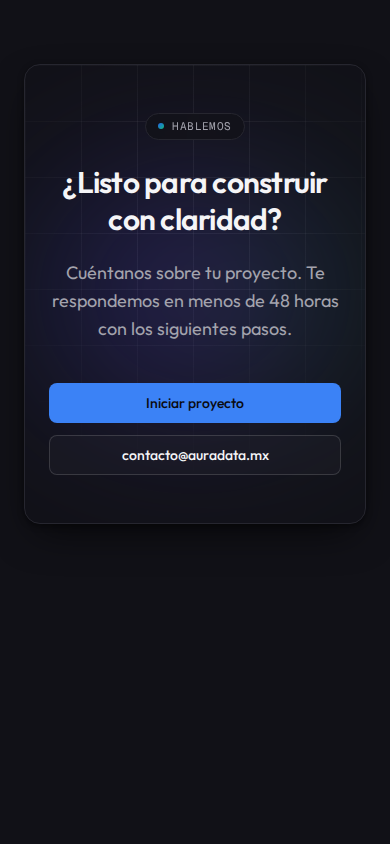 HABLEMOS
¿Listo para construir
con claridad?
Cuéntanos sobre tu proyecto. Te
respondemos en menos de 48 horas
con los siguientes pasos.
Iniciar proyecto
contacto@auradata.mx